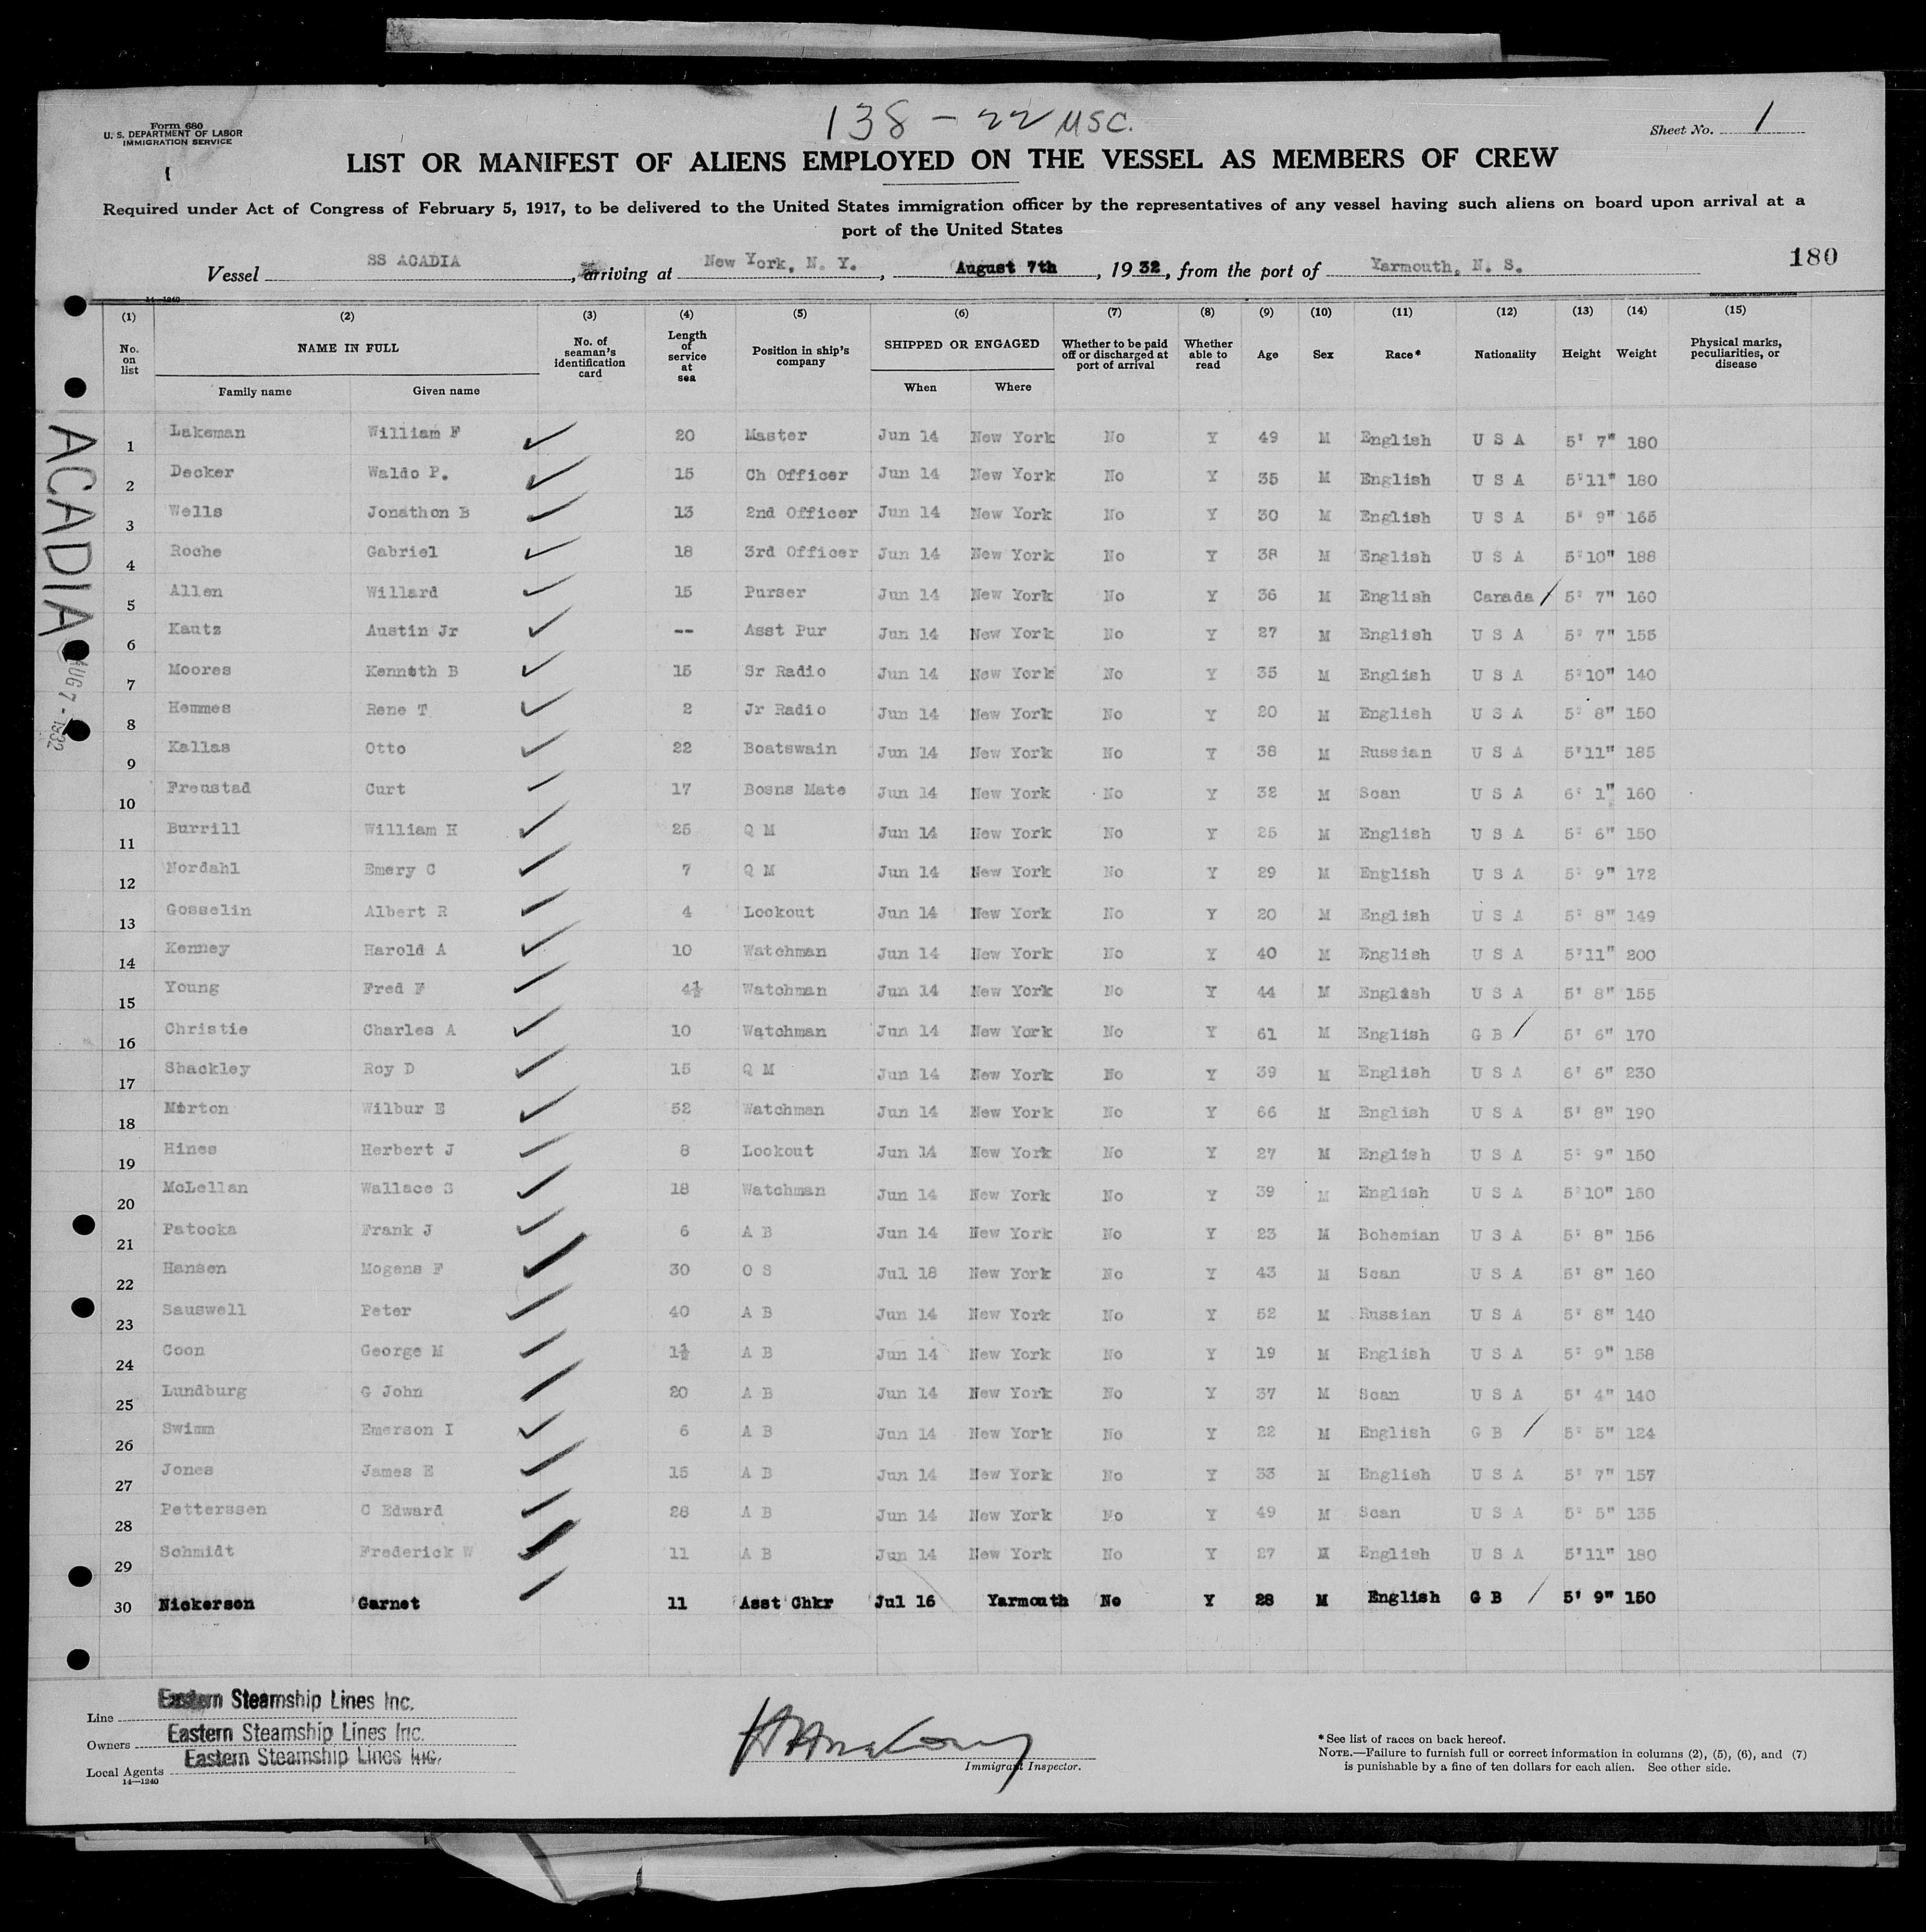 138 - 22 MSC.
Form 680
U. S. DEPARTMENT OF LABOR
IMMIGRATION SERVICE
Sheet No. 1
LIST OR MANIFEST OF ALIENS EMPLOYED ON THE VESSEL AS MEMBERS OF CREW
Required under Act of Congress of February 5, 1917, to be delivered to the United States immigration officer by the representatives of any vessel having such aliens on board upon arrival at a
port of the United States
Vessel SS ACADIA, arriving at New York, N. Y., August 7th, 1932, from the port of Yarmouth, N. S. 180
14—1240
(1) (2) (3) (4) (5) (6) (7) (8) (9) (10) (11) (12) (13) (14) (15)
No. on list NAME IN FULL Family name Given name No. of seaman's identification card Length of service at sea Position in ship's company SHIPPED OR ENGAGED When Where Whether to be paid off or discharged at port of arrival Whether able to read Age Sex Race* Nationality Height Weight Physical marks, peculiarities, or disease
1 Lakeman William F 20 Master Jun 14 New York No Y 49 M English U S A 5' 7" 180
2 Decker Waldo P. 15 Ch Officer Jun 14 New York No Y 35 M English U S A 5'11" 180
3 Wells Jonathon B 13 2nd Officer Jun 14 New York No Y 30 M English U S A 5' 9" 165
4 Roche Gabriel 18 3rd Officer Jun 14 New York No Y 38 M English U S A 5'10" 188
5 Allen Willard 15 Purser Jun 14 New York No Y 36 M English Canada 5' 7" 160
6 Kautz Austin Jr -- Asst Pur Jun 14 New York No Y 27 M English U S A 5' 7" 155
7 Moores Kenneth B 15 Sr Radio Jun 14 New York No Y 35 M English U S A 5'10" 140
8 Hemmes Rene T 2 Jr Radio Jun 14 New York No Y 20 M English U S A 5' 8" 150
9 Kallas Otto 22 Boatswain Jun 14 New York No Y 38 M Russian U S A 5'11" 185
10 Freustad Curt 17 Bosns Mate Jun 14 New York No Y 32 M Scan U S A 6' 1" 160
11 Burrill William H 25 Q M Jun 14 New York No Y 25 M English U S A 5' 6" 150
12 Nordahl Emery C 7 Q M Jun 14 New York No Y 29 M English U S A 5' 9" 172
13 Gosselin Albert R 4 Lookout Jun 14 New York No Y 20 M English U S A 5' 8" 149
14 Kenney Harold A 10 Watchman Jun 14 New York No Y 40 M English U S A 5'11" 200
15 Young Fred F 4½ Watchman Jun 14 New York No Y 44 M English U S A 5' 8" 155
16 Christie Charles A 10 Watchman Jun 14 New York No Y 61 M English G B 5' 6" 170
17 Shackley Roy D 15 Q M Jun 14 New York No Y 39 M English U S A 6' 6" 230
18 Morton Wilbur E 52 Watchman Jun 14 New York No Y 66 M English U S A 5' 8" 190
19 Hines Herbert J 8 Lookout Jun 14 New York No Y 27 M English U S A 5' 9" 150
20 McLellan Wallace S 18 Watchman Jun 14 New York No Y 39 M English U S A 5'10" 150
21 Patocka Frank J 6 A B Jun 14 New York No Y 23 M Bohemian U S A 5' 8" 156
22 Hansen Mogens F 30 O S Jul 18 New York No Y 43 M Scan U S A 5' 8" 160
23 Sauswell Peter 40 A B Jun 14 New York No Y 52 M Russian U S A 5' 8" 140
24 Coon George M 1½ A B Jun 14 New York No Y 19 M English U S A 5' 9" 158
25 Lundburg G John 20 A B Jun 14 New York No Y 37 M Scan U S A 5' 4" 140
26 Swimm Emerson I 6 A B Jun 14 New York No Y 22 M English G B 5' 5" 124
27 Jones James E 15 A B Jun 14 New York No Y 33 M English U S A 5' 7" 157
28 Petterssen C Edward 28 A B Jun 14 New York No Y 49 M Scan U S A 5' 5" 135
29 Schmidt Frederick W 11 A B Jun 14 New York No Y 27 M English U S A 5'11" 180
30 Nickerson Garnet 11 Asst Chkr Jul 16 Yarmouth No Y 28 M English G B 5' 9" 150
ACADIA
AUG 7 - 1932
Line Eastern Steamship Lines Inc.
Owners Eastern Steamship Lines Inc.
Local Agents Eastern Steamship Lines Inc.
14—1240
Immigrant Inspector.
*See list of races on back hereof.
NOTE.—Failure to furnish full or correct information in columns (2), (5), (6), and (7)
is punishable by a fine of ten dollars for each alien. See other side.